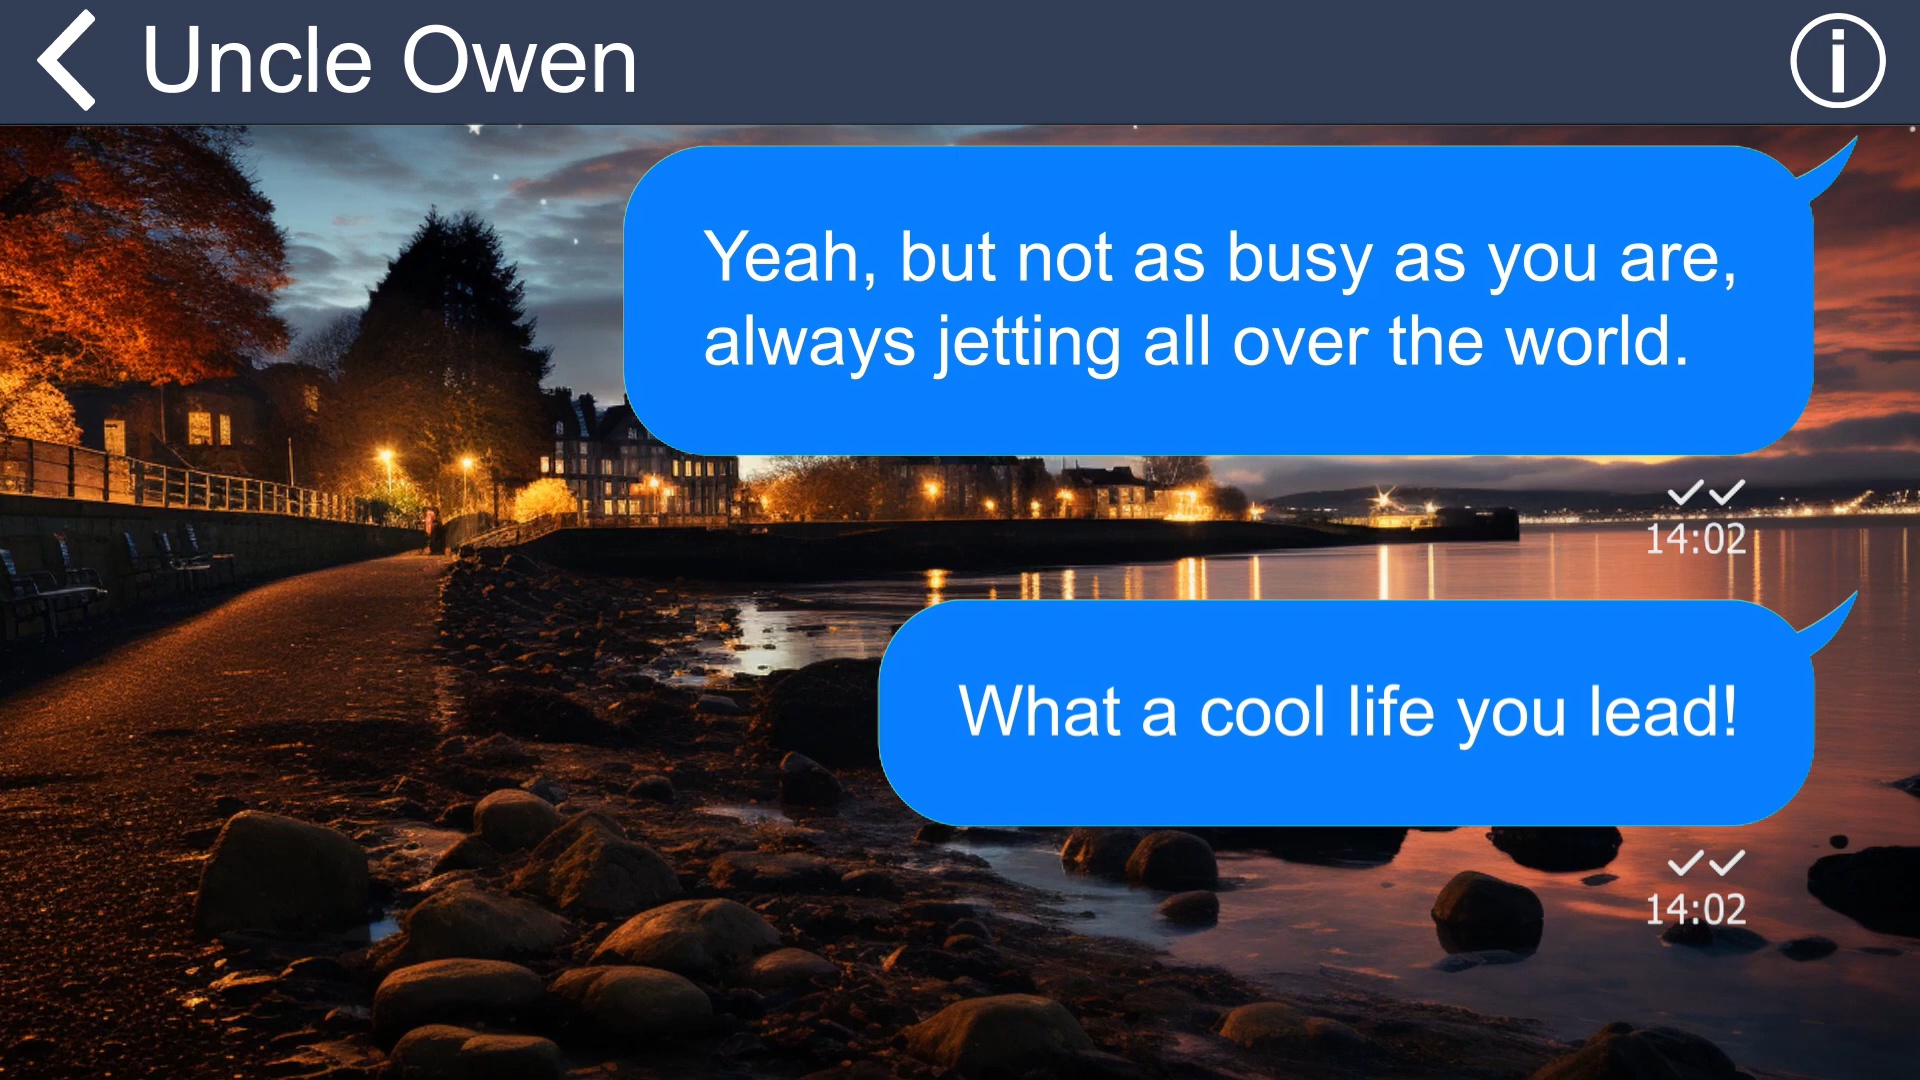 Uncle Owen
Yeah, but not as busy as you are,
always jetting all over the world.
14:02
What a cool life you lead!
14:02